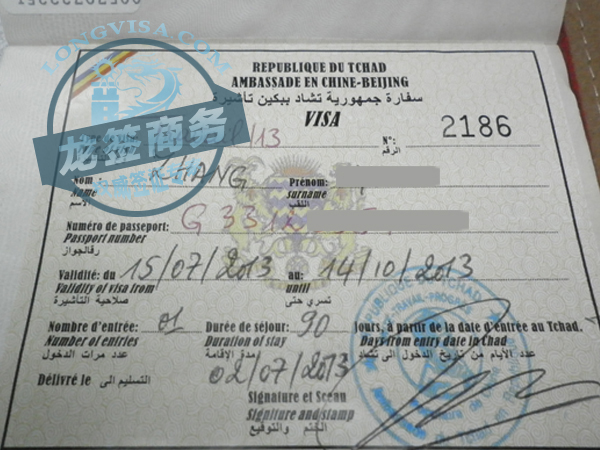 LONGVISA.COM
龙签商务
REPUBLIQUE DU TCHAD
AMBASSADE EN CHINE-BEIJING
سفارة جمهورية تشاد ببكين تأشيرة
VISA
N°: 2186
الرقم
Nom: Prénom:
Name surname
الاسم اللقب
Numéro de passeport: G 3312
Passport number
رقم الجواز
Validité: du 15/07/2013 au: 14/10/2013
Validity of visa from until
صلاحية التأشيرة تسري حتى
Nombre d'entrée: 01 Durée de séjour: 90 Jours, à partir de la date d'entrée au Tchad.
Number of entries Duration of stay Days from entry date in Chad
عدد مرات الدخول مدة الإقامة عدد الأيام من تاريخ الدخول الى تشاد
Délivré le التسليم الى 02/07/2013
Signature et Sceau
Signiture and stamp
الختم والتوقيع